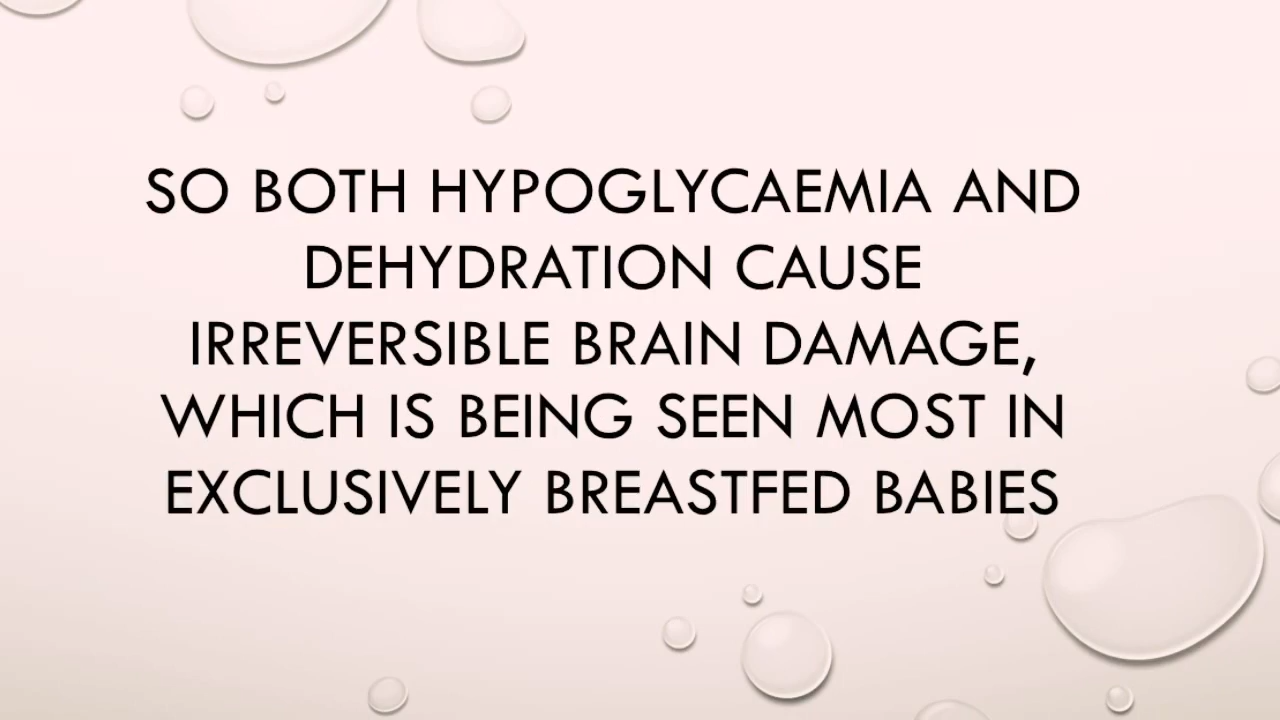 SO BOTH HYPOGLYCAEMIA AND
DEHYDRATION CAUSE
IRREVERSIBLE BRAIN DAMAGE,
WHICH IS BEING SEEN MOST IN
EXCLUSIVELY BREASTFED BABIES